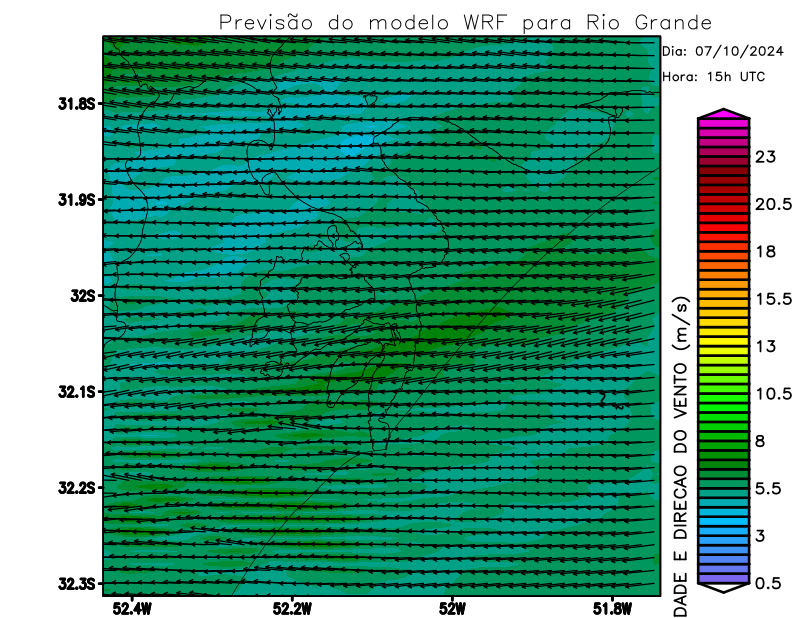 Previsão do modelo WRF para Rio Grande
Dia: 07/10/2024
Hora: 15h UTC
31.8S
31.9S
32S
32.1S
32.2S
32.3S
52.4W
52.2W
52W
51.8W
23
20.5
18
15.5
13
10.5
8
5.5
3
0.5
DADE E DIRECAO DO VENTO (m/s)